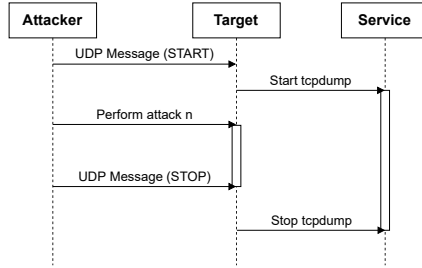 Attacker
Target
Service
UDP Message (START)
Start tcpdump
Perform attack n
UDP Message (STOP)
Stop tcpdump